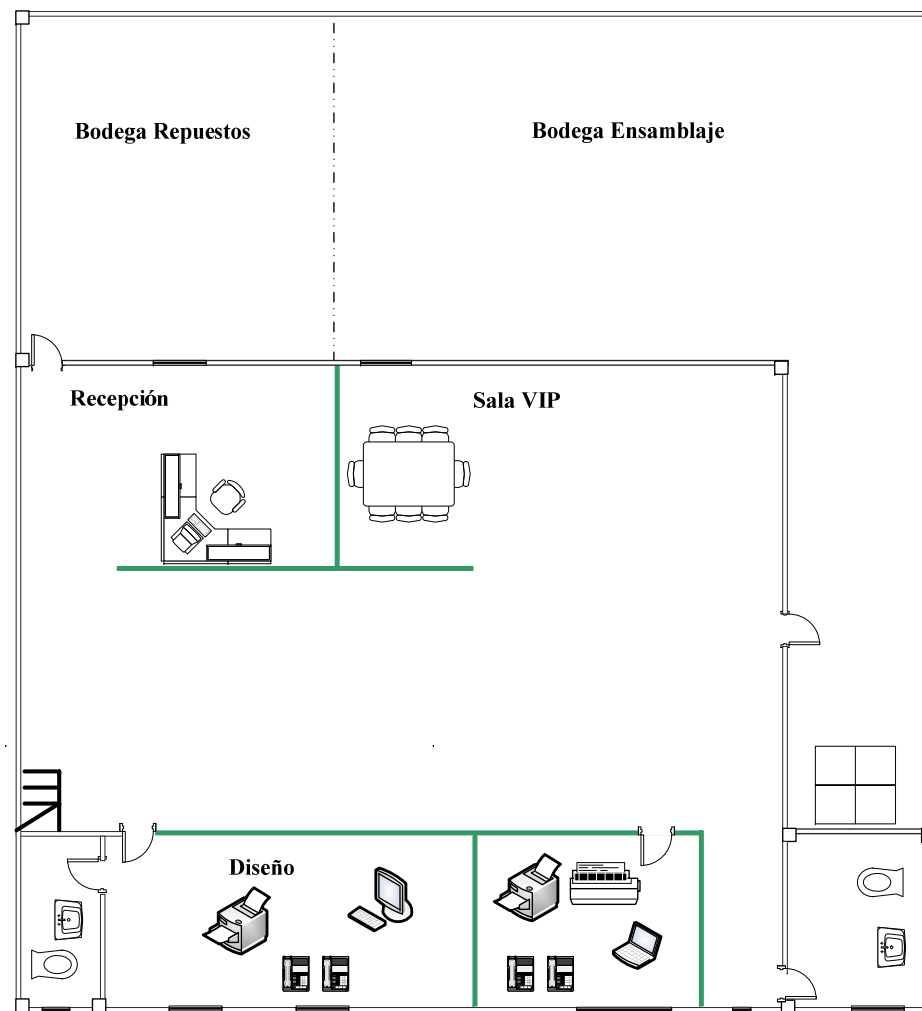 Bodega Repuestos
Bodega Ensamblaje
Recepción
Sala VIP
Diseño